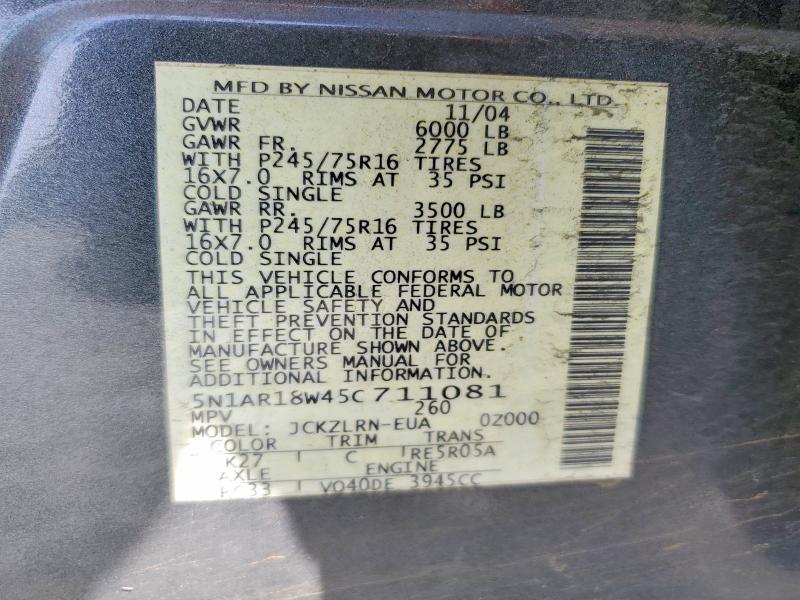 MFD BY NISSAN MOTOR CO., LTD
DATE 11/04
GVWR 6000 LB
GAWR FR. 2775 LB
WITH P245/75R16 TIRES
16X7.0 RIMS AT 35 PSI
COLD SINGLE
GAWR RR. 3500 LB
WITH P245/75R16 TIRES
16X7.0 RIMS AT 35 PSI
COLD SINGLE
THIS VEHICLE CONFORMS TO
ALL APPLICABLE FEDERAL MOTOR
VEHICLE SAFETY AND
THEFT PREVENTION STANDARDS
IN EFFECT ON THE DATE OF
MANUFACTURE SHOWN ABOVE.
SEE OWNERS MANUAL FOR
ADDITIONAL INFORMATION.
5N1AR18W45C711081
MPV 260
MODEL: JCKZLRN-EUA 0Z000
COLOR TRIM TRANS
K27 C RE5R05A
AXLE ENGINE
VQ40DE 3945CC